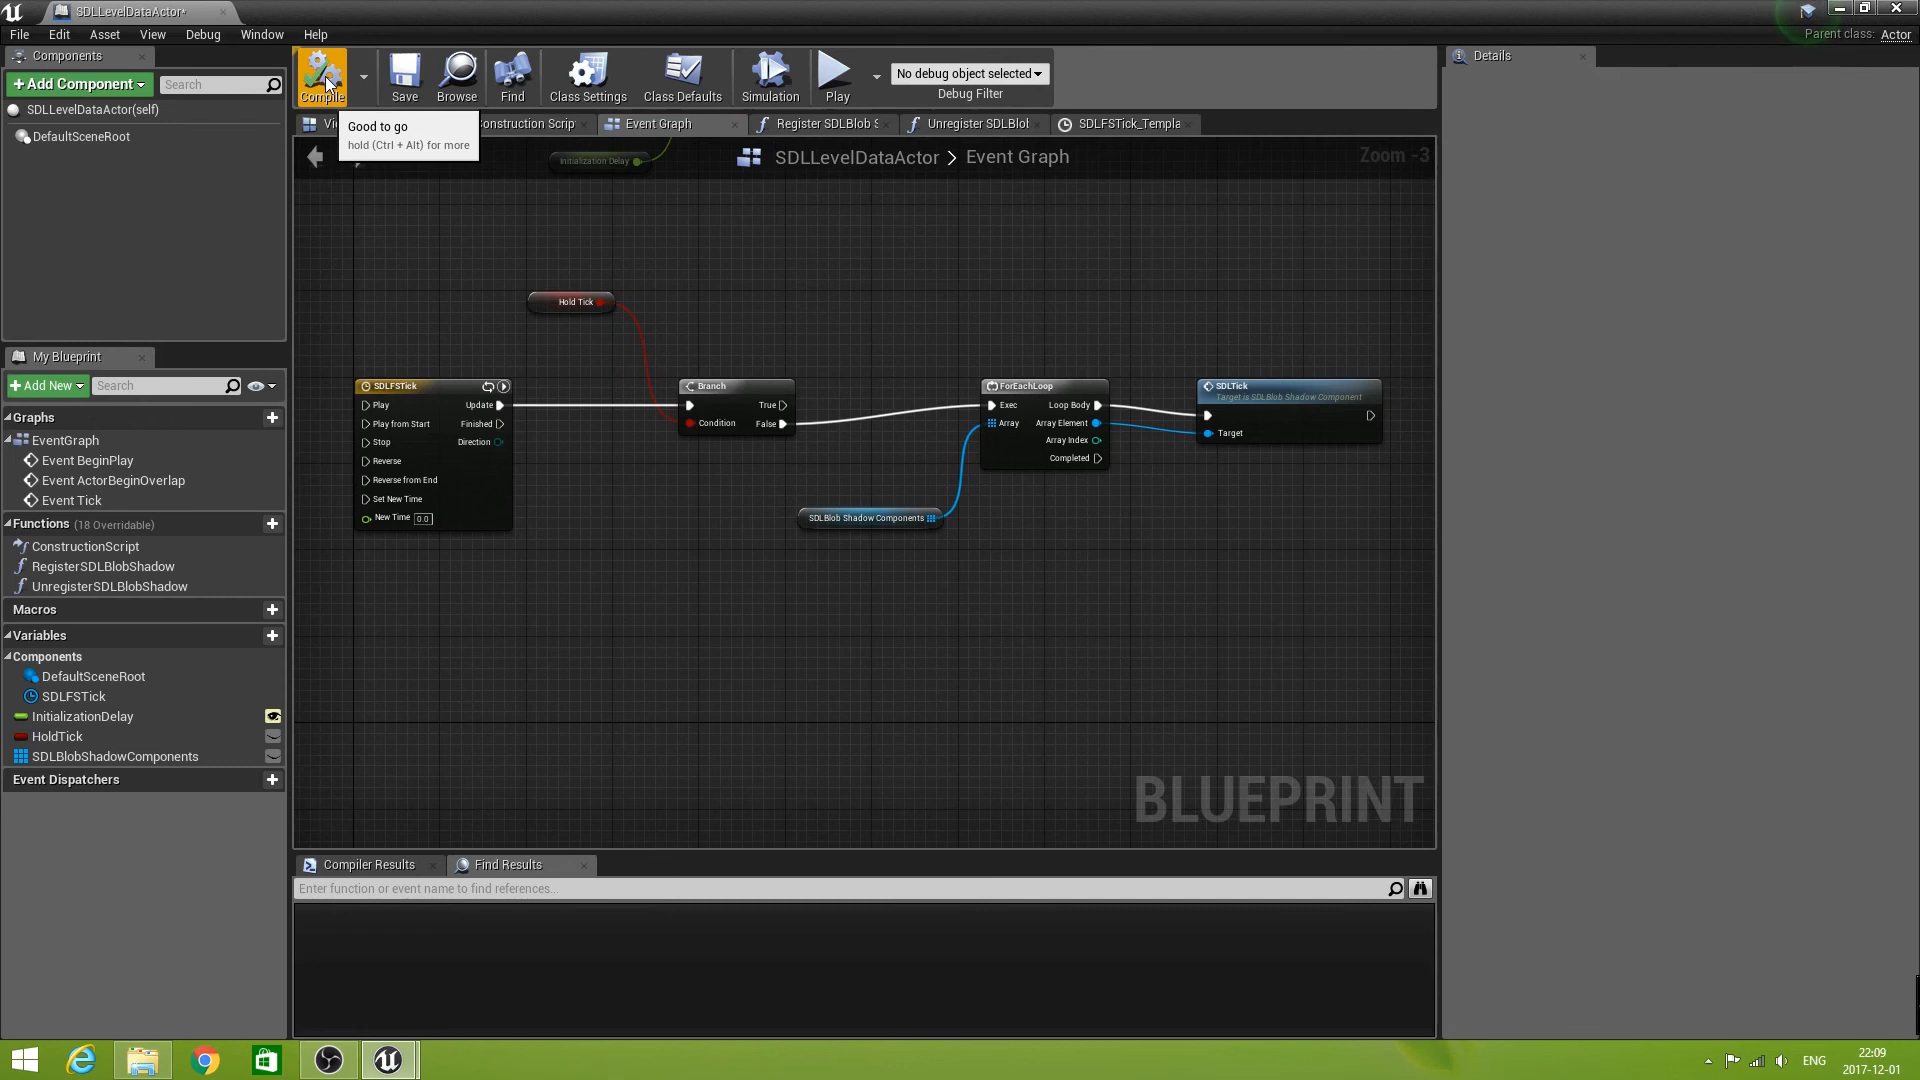 SDLLevelDataActor*
File Edit Asset View Debug Window Help
Parent class: Actor
Components
+ Add Component
Search
SDLLevelDataActor(self)
DefaultSceneRoot
Compile
Save
Browse
Find
Class Settings
Class Defaults
Simulation
Play
No debug object selected
Debug Filter
Details
Vi
Construction Scrip
Event Graph
Register SDLBlob S
Unregister SDLBlol
SDLFSTick_Templa
Good to go
hold (Ctrl + Alt) for more
Initialization Delay
SDLLevelDataActor > Event Graph
Zoom -3
Hold Tick
SDLFSTick
Play
Update
Play from Start
Finished
Stop
Direction
Reverse
Reverse from End
Set New Time
New Time 0.0
Branch
True
Condition
False
ForEachLoop
Exec
Loop Body
Array
Array Element
Array Index
Completed
SDLTick
Target is SDLBlob Shadow Component
Target
SDLBlob Shadow Components
BLUEPRINT
My Blueprint
+ Add New
Search
Graphs
EventGraph
Event BeginPlay
Event ActorBeginOverlap
Event Tick
Functions (18 Overridable)
ConstructionScript
RegisterSDLBlobShadow
UnregisterSDLBlobShadow
Macros
Variables
Components
DefaultSceneRoot
SDLFSTick
InitializationDelay
HoldTick
SDLBlobShadowComponents
Event Dispatchers
Compiler Results
Find Results
Enter function or event name to find references...
ENG
22:09
2017-12-01